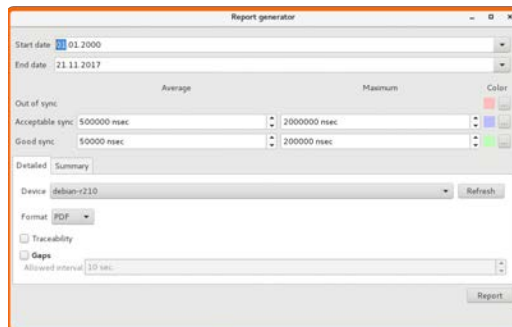 Report generator
Start date 01.01.2000
End date 21.11.2017
Average Maximum Color
Out of sync
Acceptable sync 500000 nsec 2000000 nsec ...
Good sync 50000 nsec 200000 nsec ...
Detailed Summary
Device debian-r210 Refresh
Format PDF
Traceability
Gaps
Allowed interval 10 sec.
Report